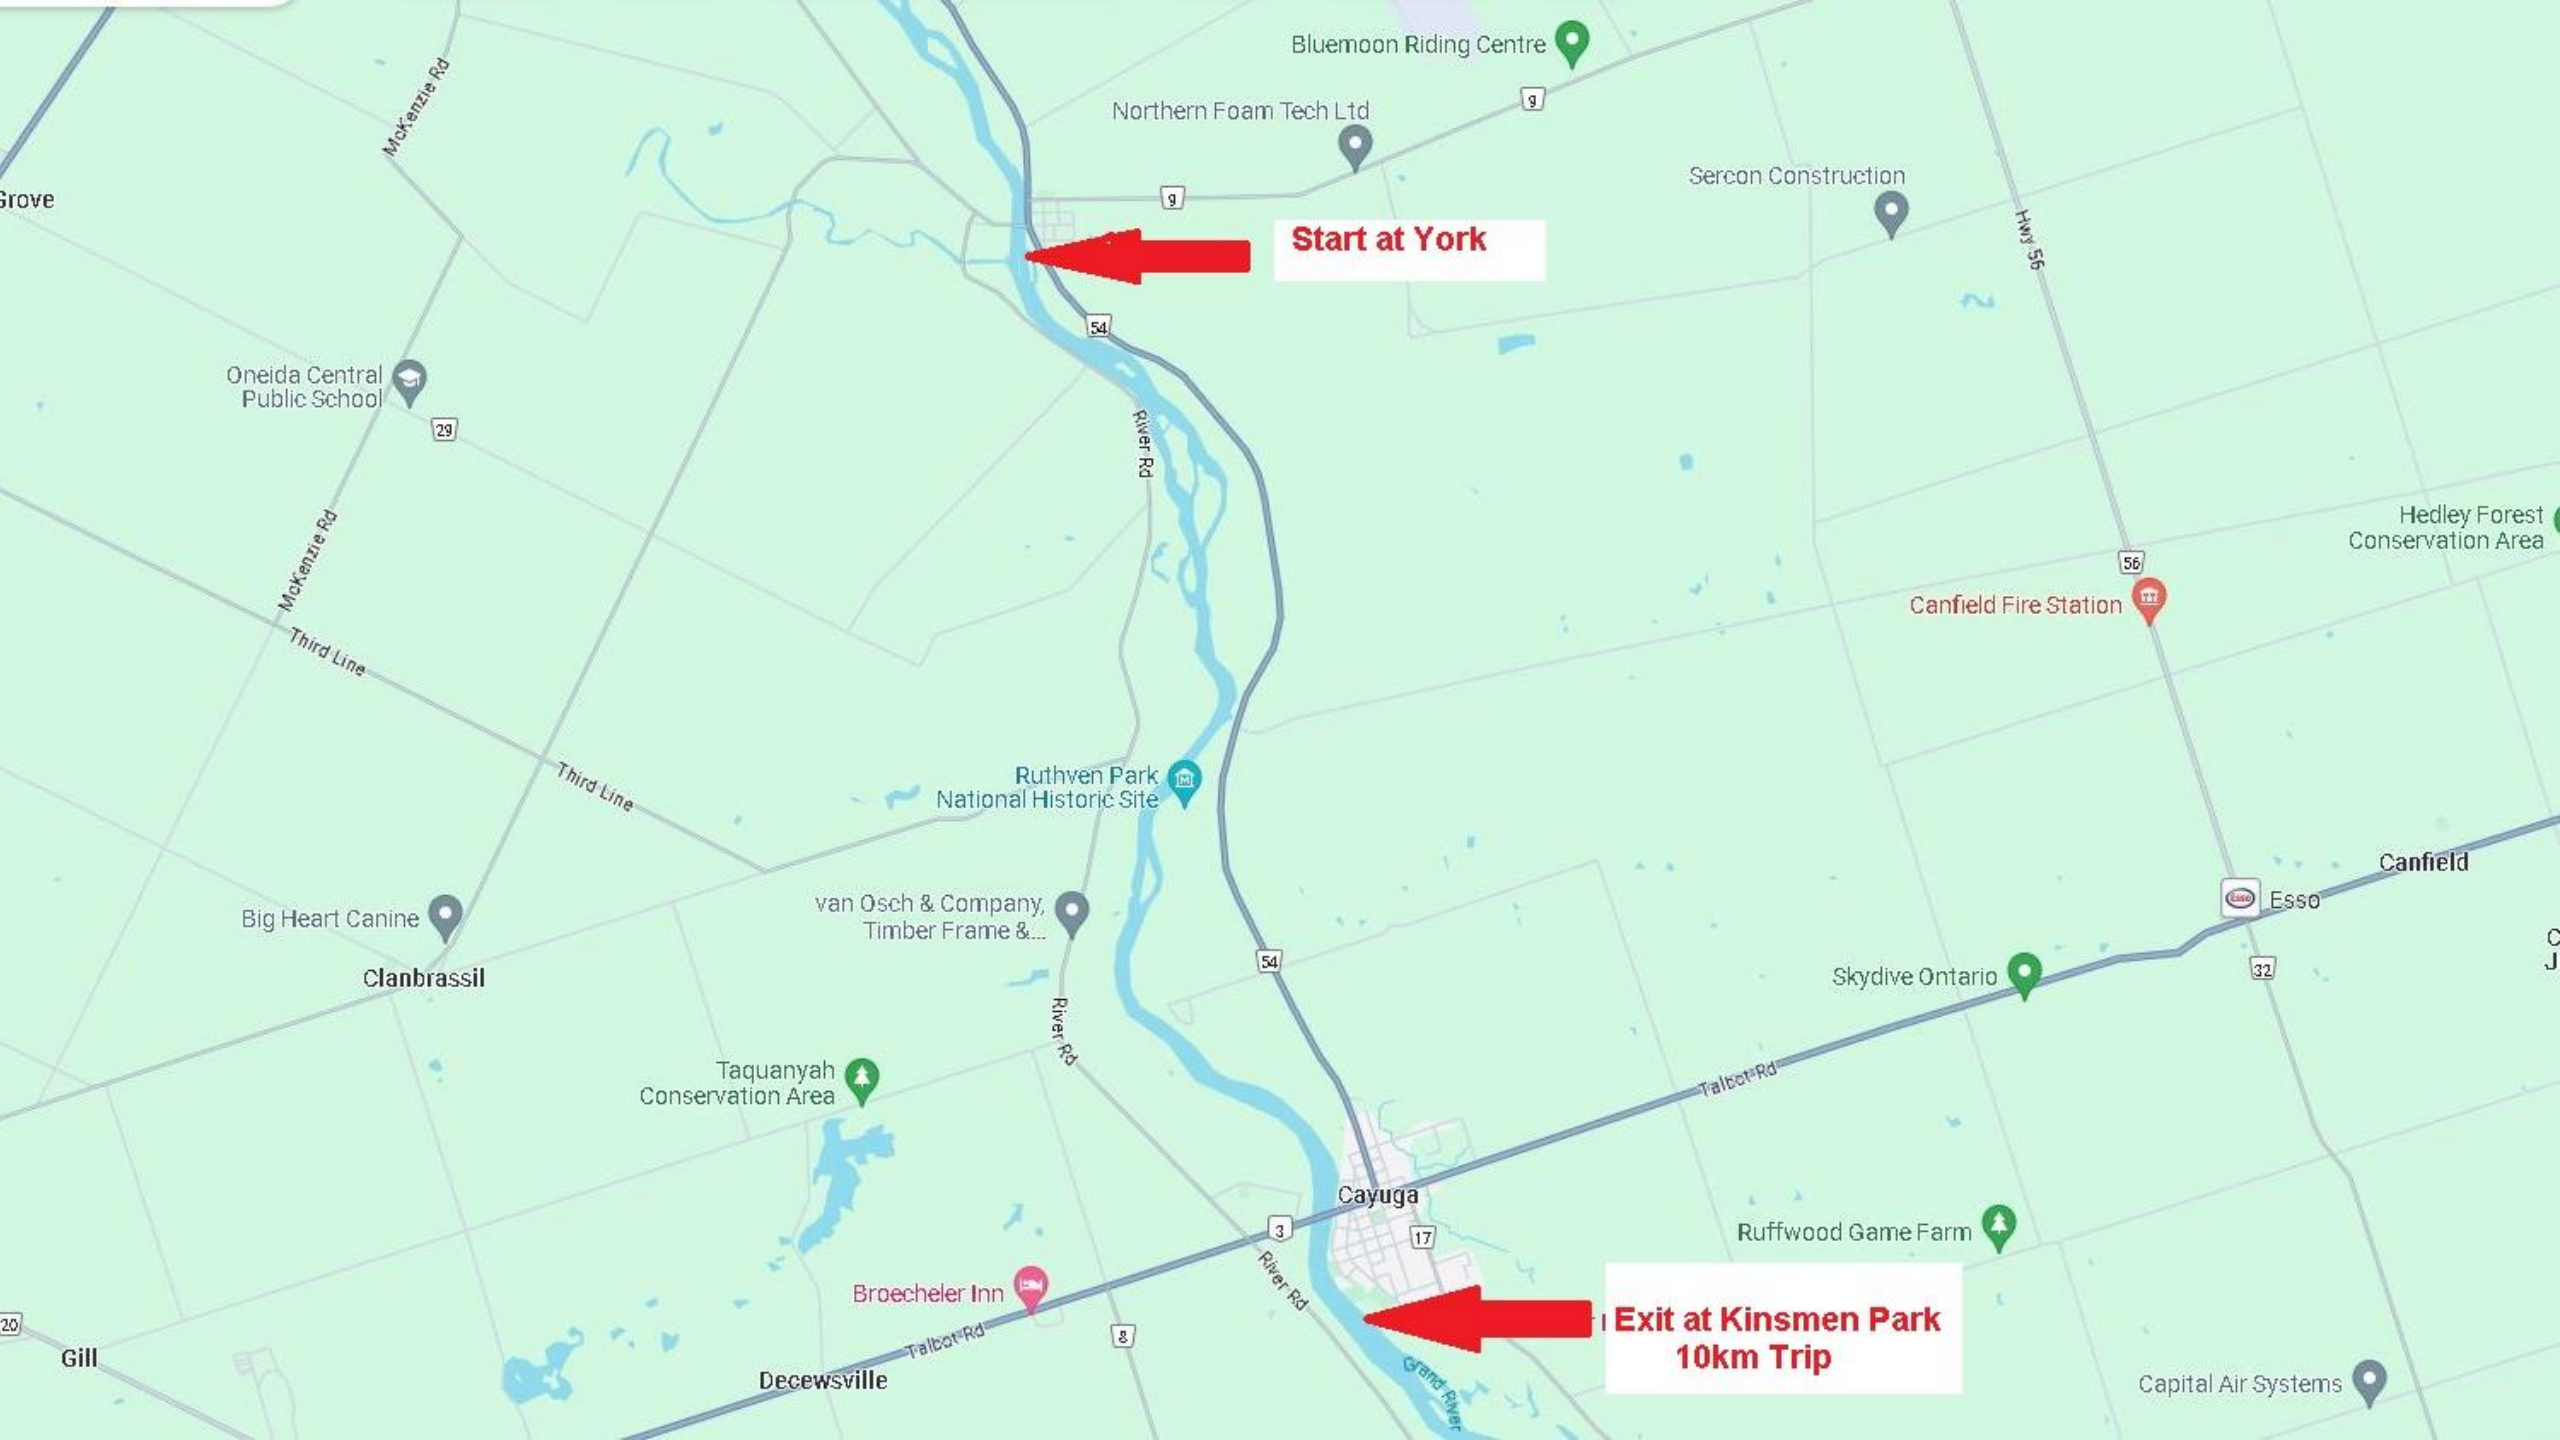 Bluemoon Riding Centre
McKenzie Rd
9
Northern Foam Tech Ltd
Sercon Construction
9
Grove
Hwy 56
Start at York
54
Oneida Central
Public School
29
River Rd
McKenzie Rd
Hedley Forest
Conservation Area
56
Canfield Fire Station
Third Line
Third Line
Ruthven Park
National Historic Site
Canfield
Esso
Esso
van Osch & Company,
Timber Frame &...
Big Heart Canine
Clanbrassil
54
32
C
J
Skydive Ontario
River Rd
Taquanyah
Conservation Area
Talbot Rd
Cayuga
3
17
Ruffwood Game Farm
River Rd
Broecheler Inn
Talbot Rd
20
8
Gill
Decewsville
Exit at Kinsmen Park
10km Trip
Grand River
Capital Air Systems